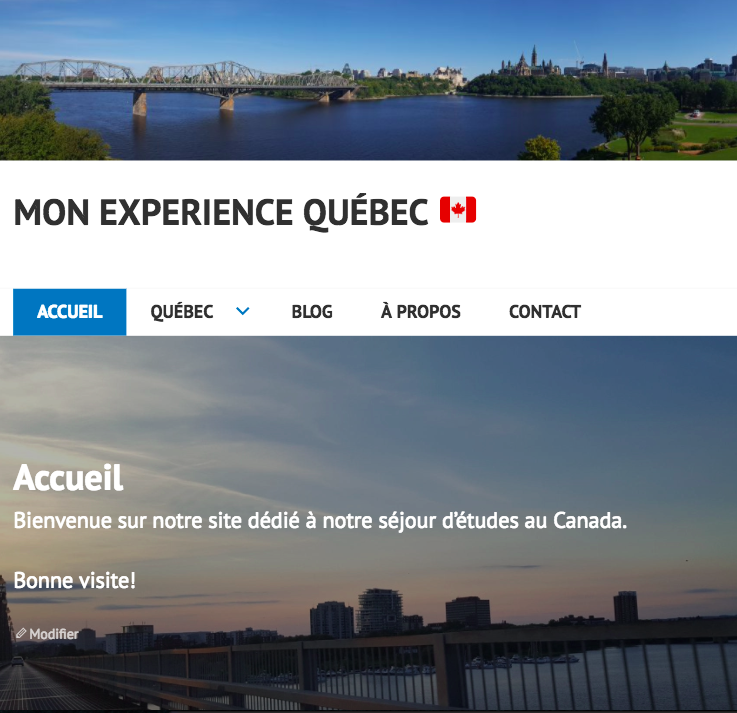 MON EXPERIENCE QUÉBEC 🇨🇦
ACCUEIL QUÉBEC BLOG À PROPOS CONTACT
Accueil
Bienvenue sur notre site dédié à notre séjour d'études au Canada.
Bonne visite!
Modifier